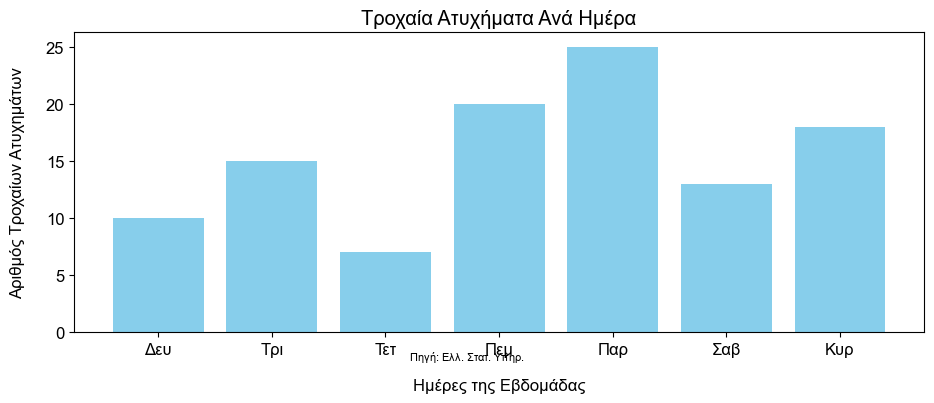 Τροχαία Ατυχήματα Ανά Ημέρα
Αριθμός Τροχαίων Ατυχημάτων
25
20
15
10
5
0
Δευ Τρι Τετ Πεμ Παρ Σαβ Κυρ
Πηγή: Ελλ. Στατ. Υπηρ.
Ημέρες της Εβδομάδας